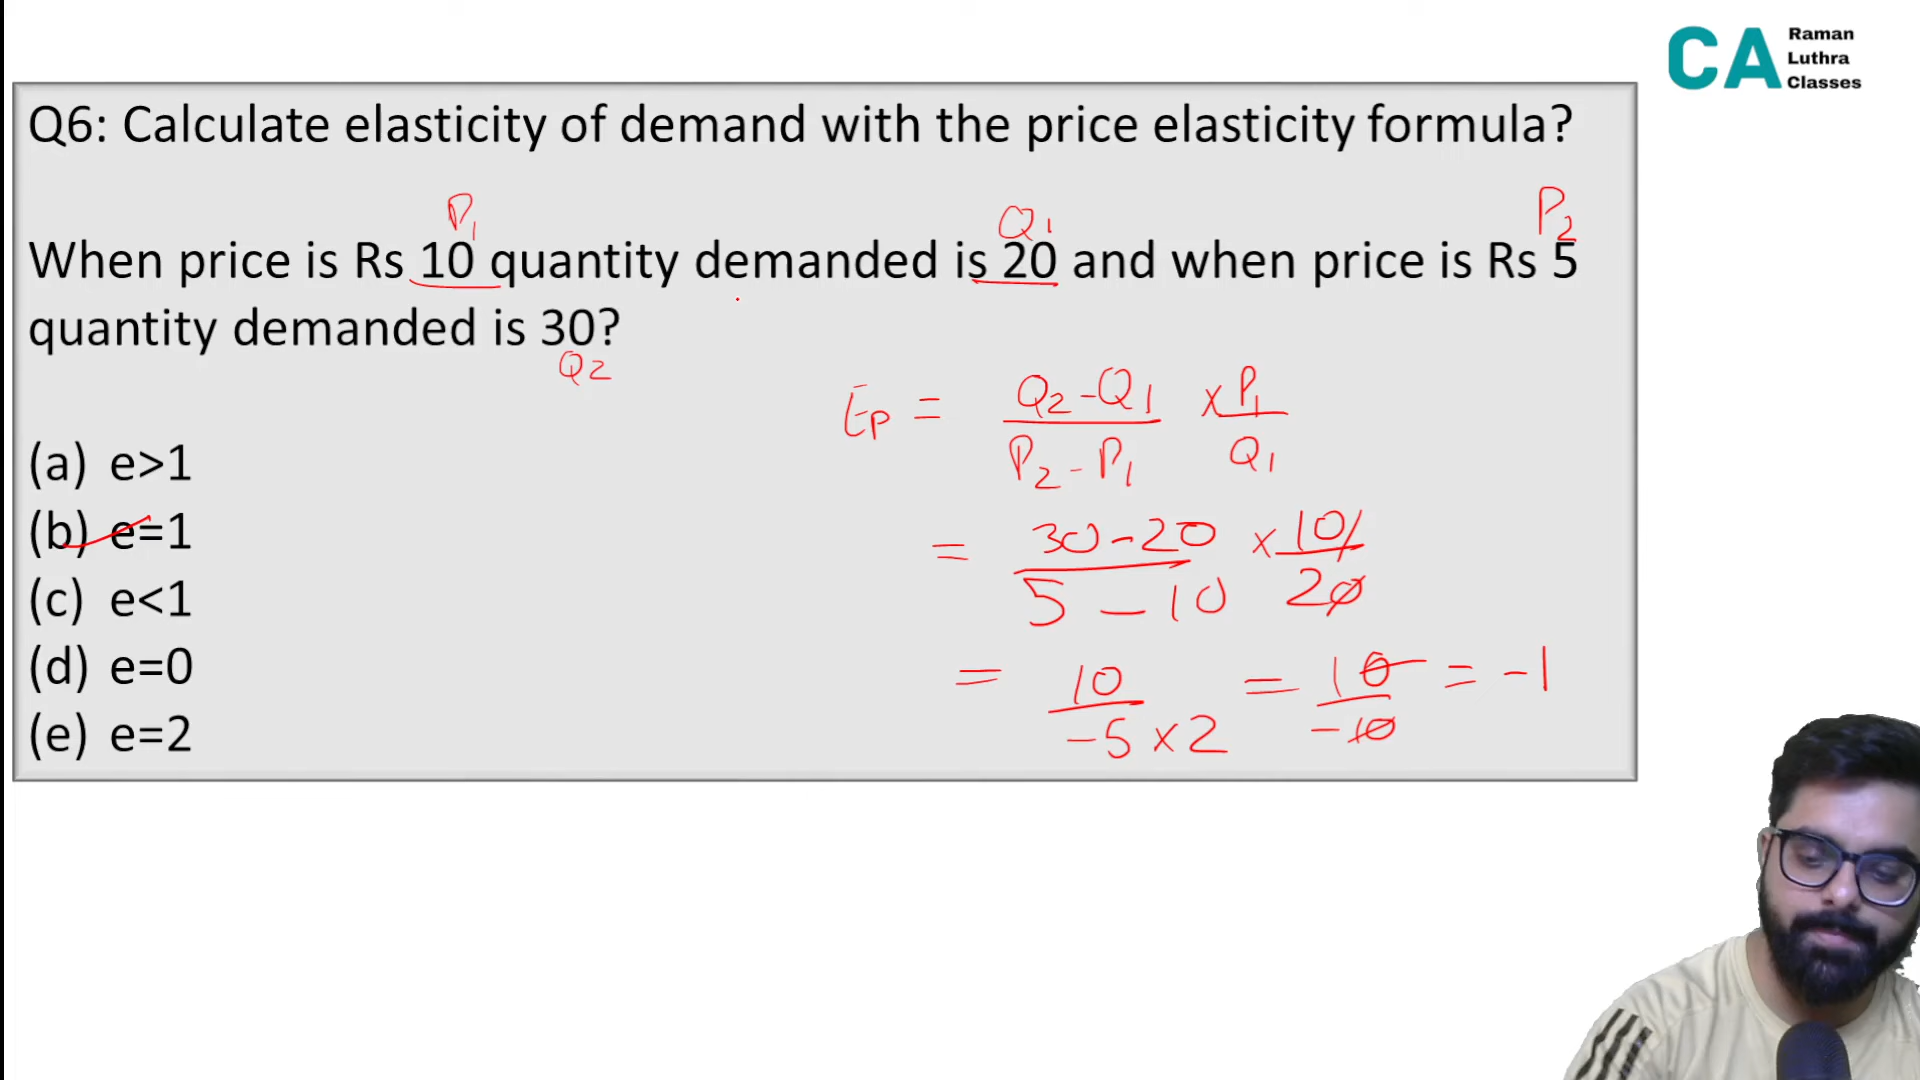 CA Raman
Luthra
Classes
Q6: Calculate elasticity of demand with the price elasticity formula?
P1 Q1 P2
When price is Rs 10 quantity demanded is 20 and when price is Rs 5
quantity demanded is 30?
Q2
(a) e>1
(b) e=1
(c) e<1
(d) e=0
(e) e=2
Ep = Q2-Q1 × P1
P2-P1 Q1
= 30-20 × 10
5-10 20
= 10 = 10 = -1
-5×2 -10